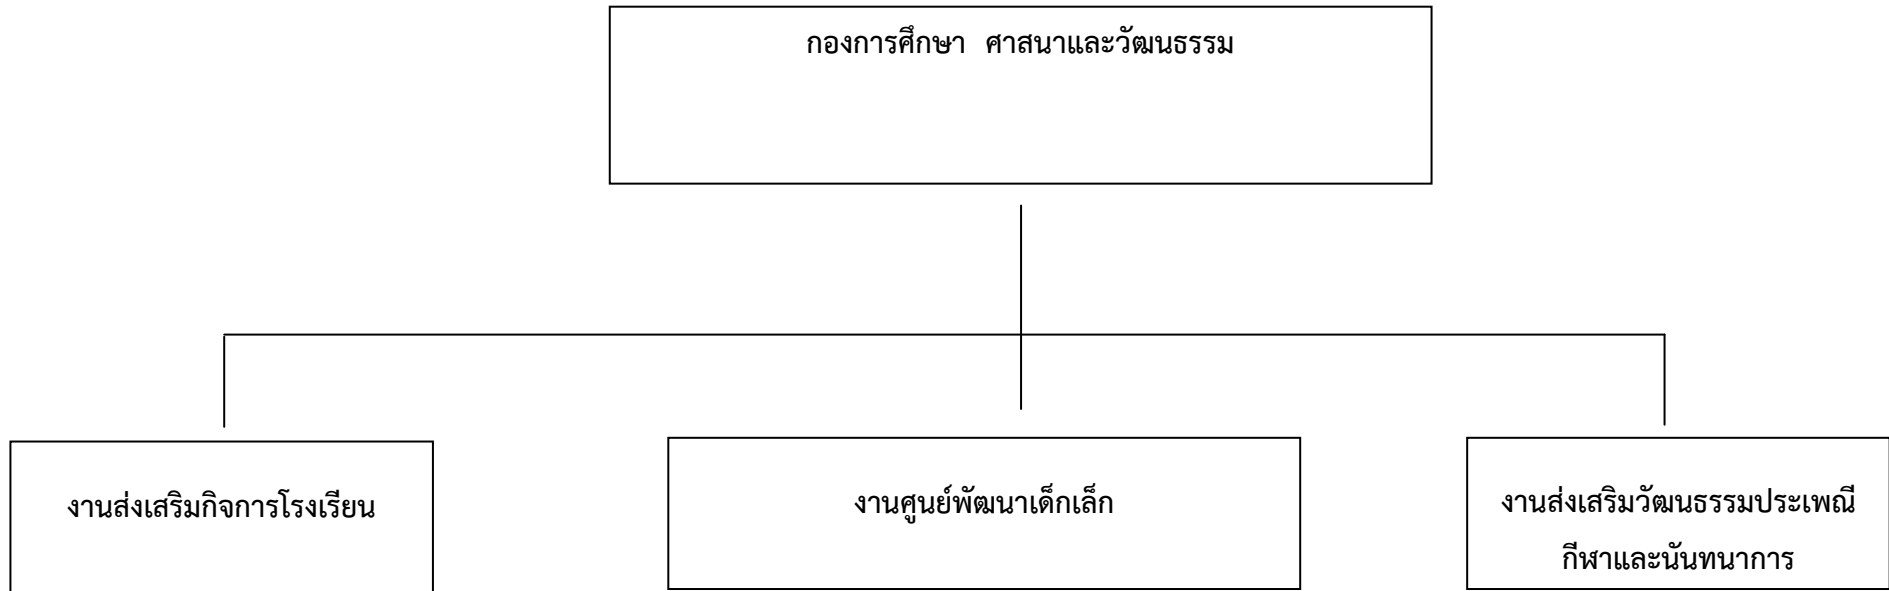 กองการศึกษา ศาสนาและวัฒนธรรม
งานส่งเสริมกิจการโรงเรียน
งานศูนย์พัฒนาเด็กเล็ก
งานส่งเสริมวัฒนธรรมประเพณี
กีฬาและนันทนาการ